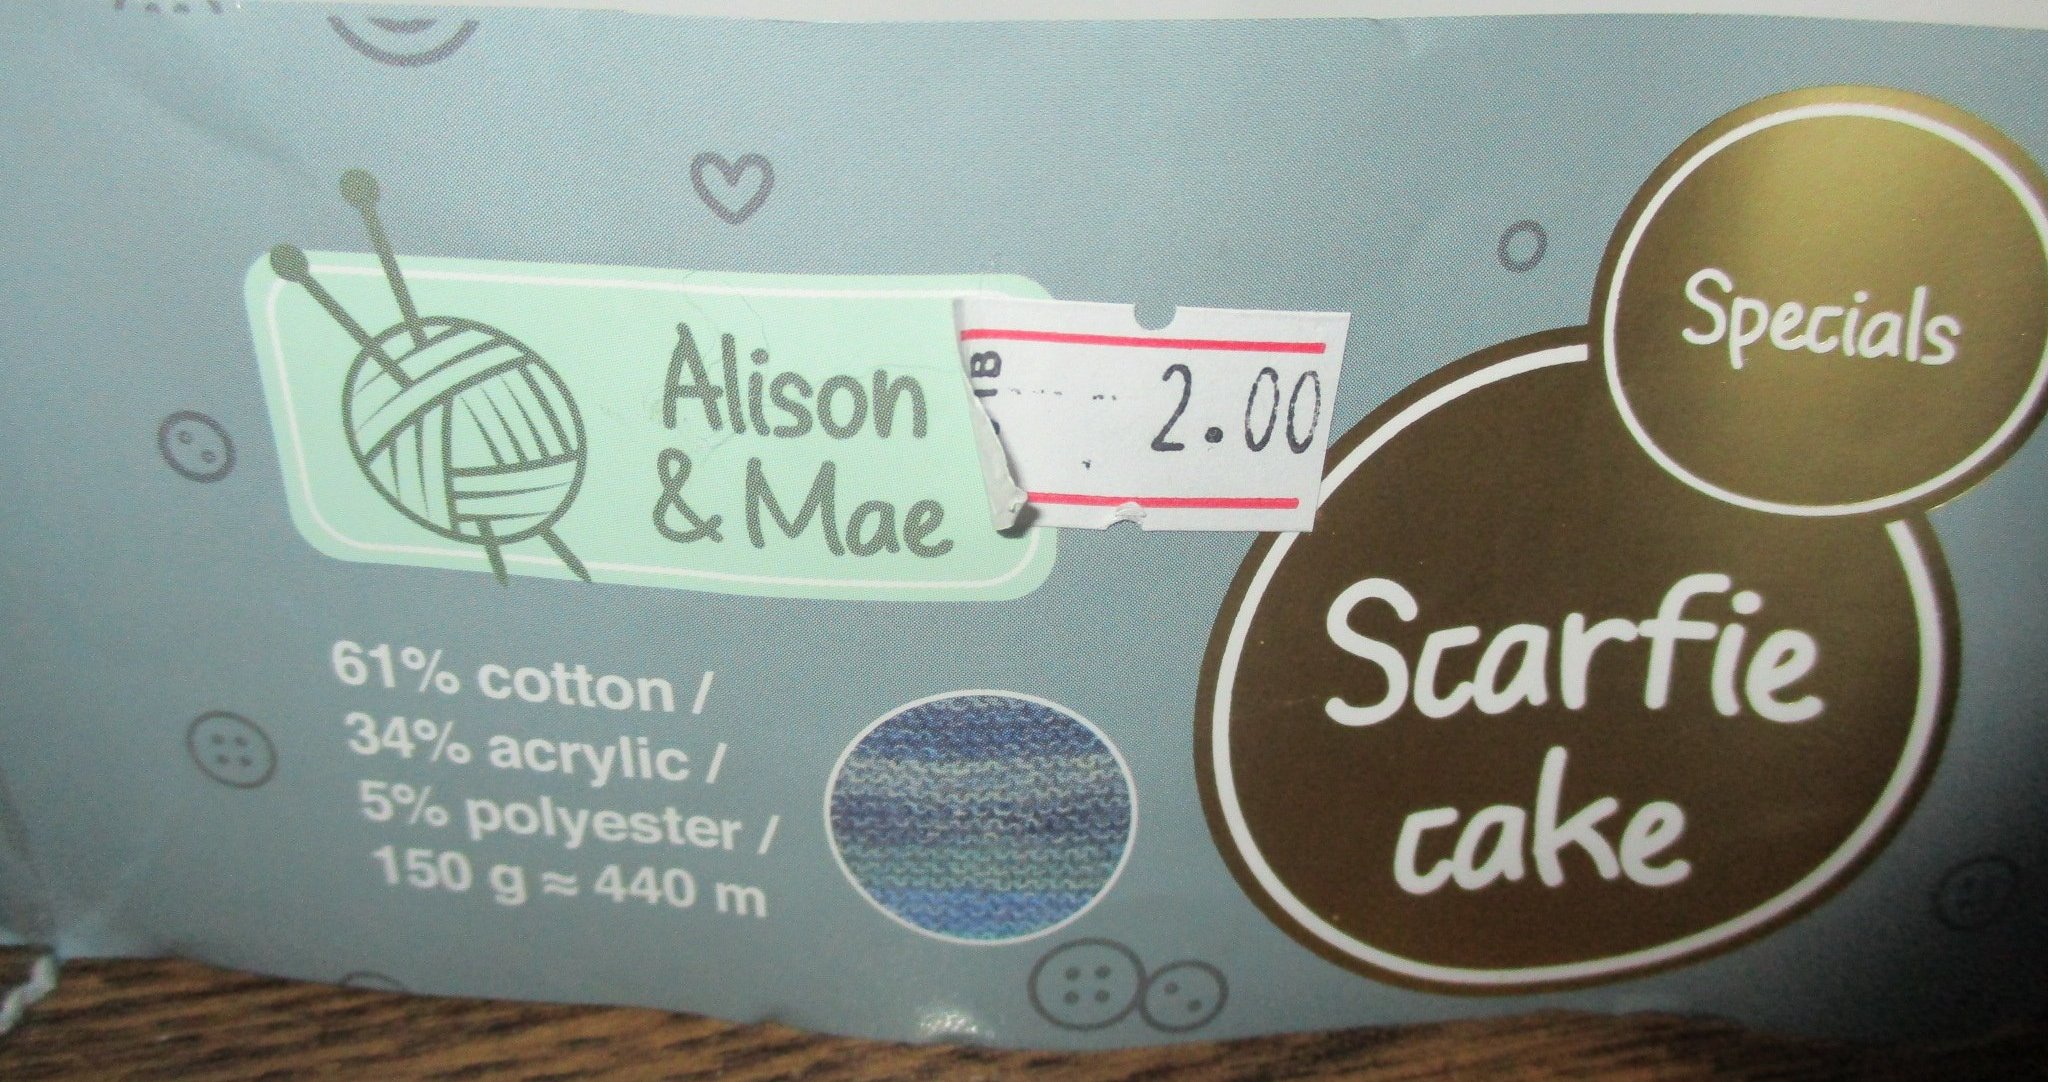 Specials
Alison
& Mae
2.00
Scarfie
cake
61% cotton /
34% acrylic /
5% polyester /
150 g ≈ 440 m